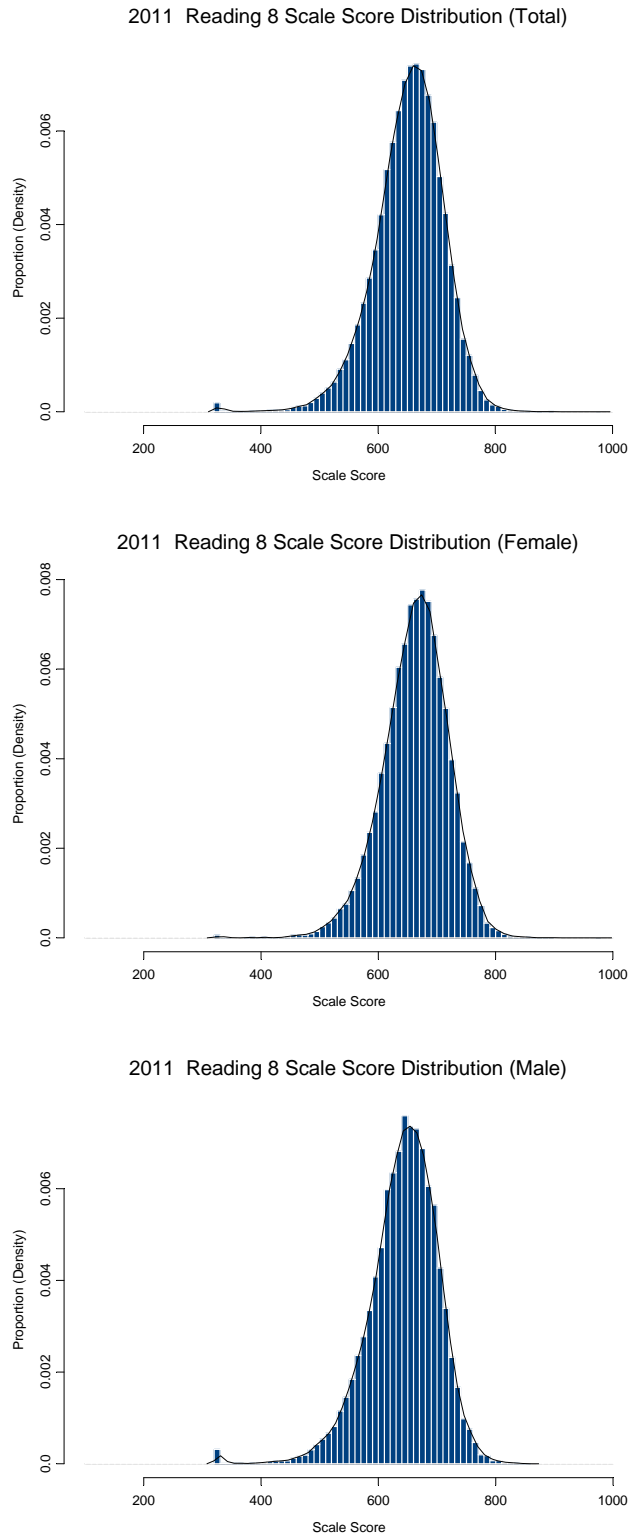 2011 Reading 8 Scale Score Distribution (Total)
Proportion (Density)
0.006
0.004
0.002
0.0
200 400 600 800 1000
Scale Score
2011 Reading 8 Scale Score Distribution (Female)
Proportion (Density)
0.008
0.006
0.004
0.002
0.0
200 400 600 800 1000
Scale Score
2011 Reading 8 Scale Score Distribution (Male)
Proportion (Density)
0.006
0.004
0.002
0.0
200 400 600 800 1000
Scale Score